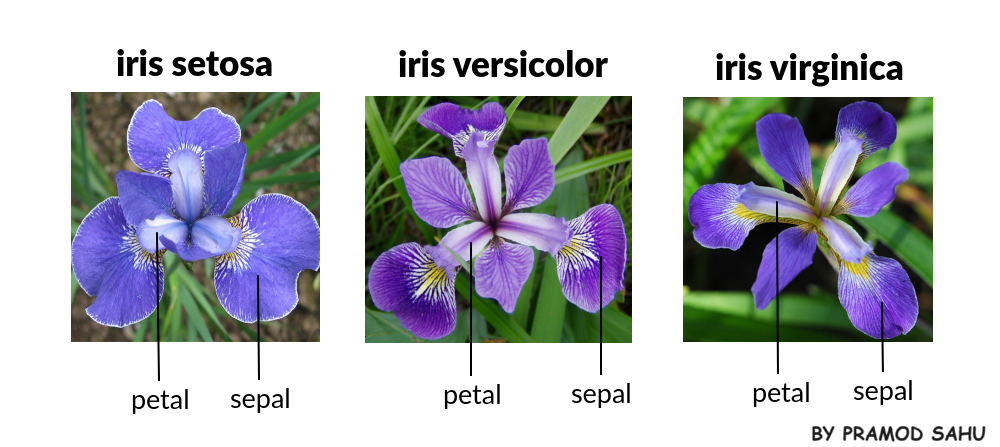 iris setosa
iris versicolor
iris virginica
petal
sepal
petal
sepal
petal
sepal
BY PRAMOD SAHU